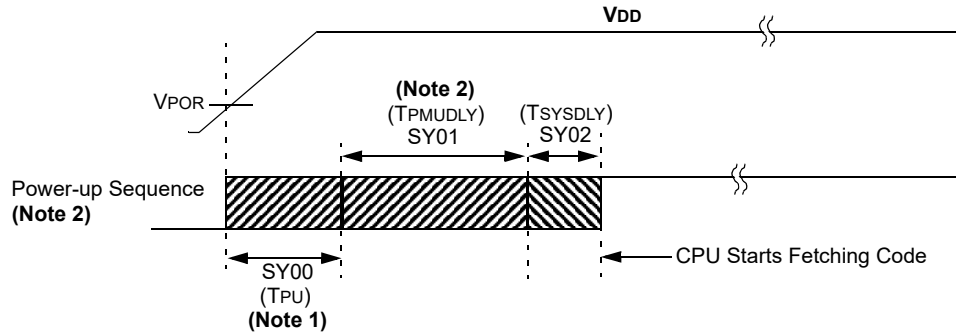 VDD
VPOR
(Note 2)
(TPMUDLY)
SY01
(TSYSDLY)
SY02
Power-up Sequence
(Note 2)
CPU Starts Fetching Code
SY00
(TPU)
(Note 1)